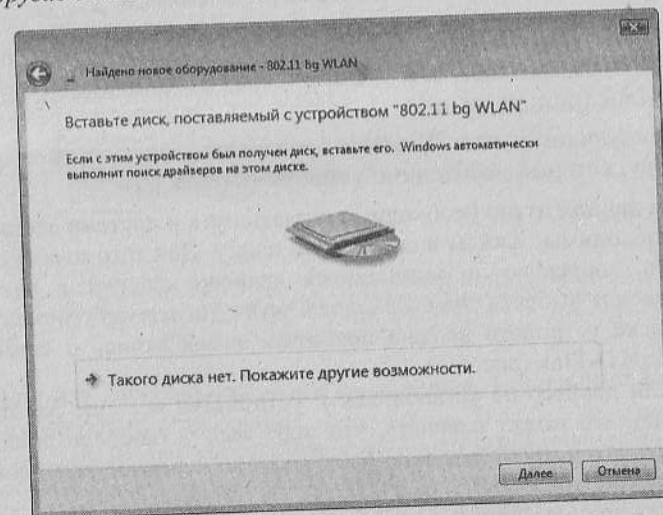 Найдено новое оборудование - 802.11 bg WLAN
Вставьте диск, поставляемый с устройством "802.11 bg WLAN"
Если с этим устройством был получен диск, вставьте его. Windows автоматически
выполнит поиск драйверов на этом диске.
Такого диска нет. Покажите другие возможности.
Далее
Отмена